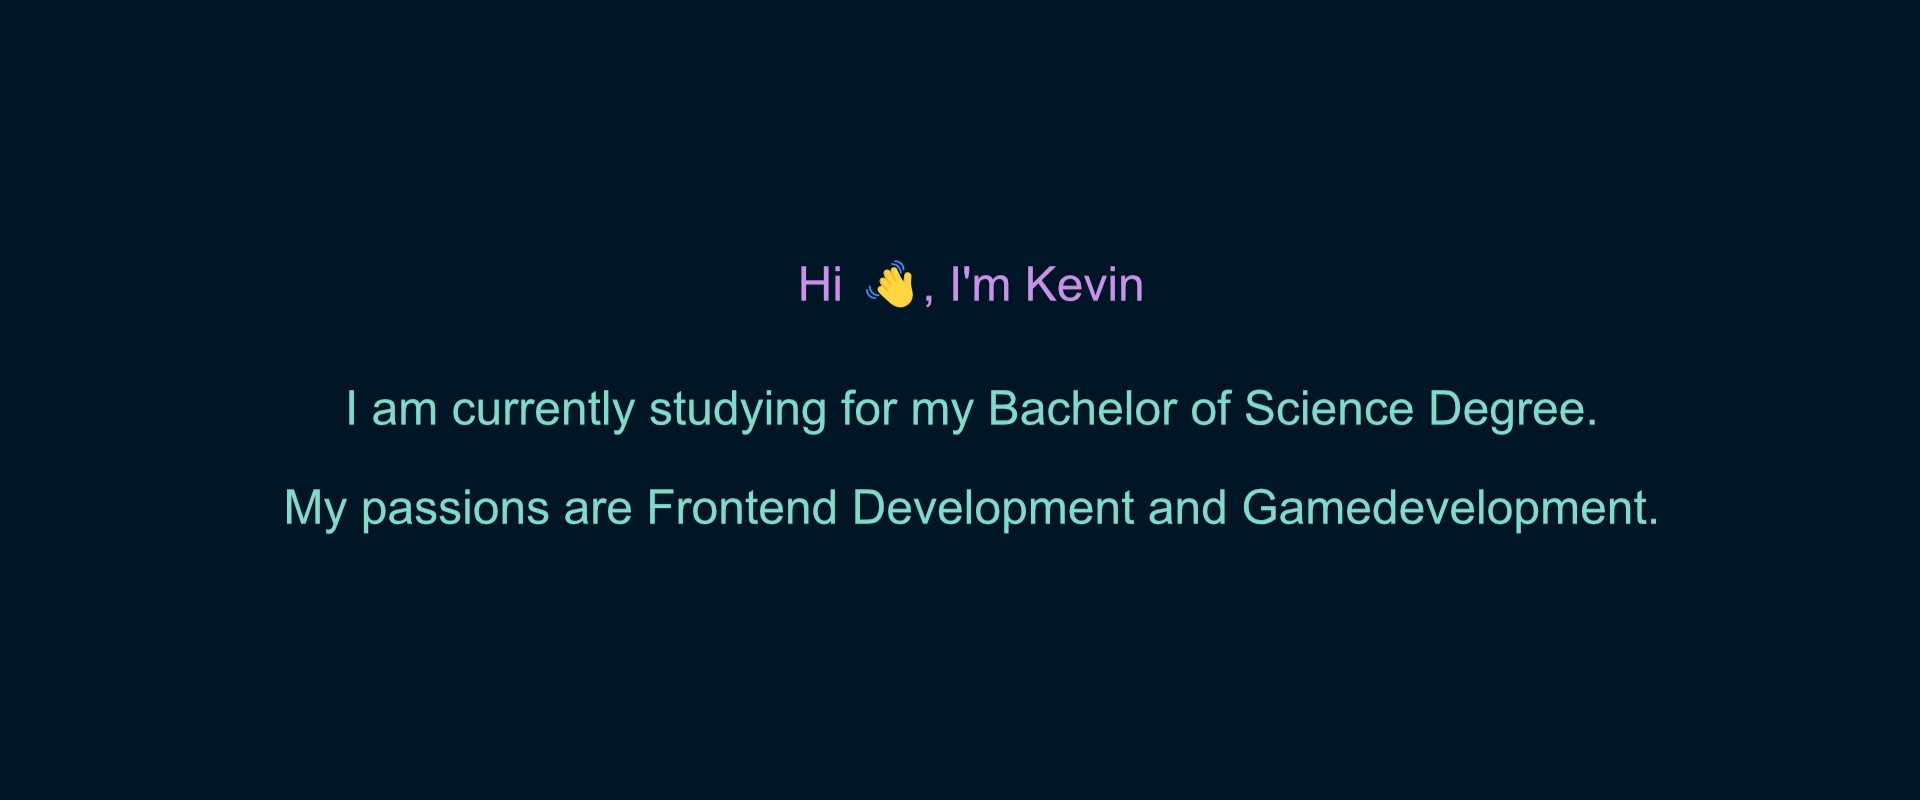 Hi 👋, I'm Kevin
I am currently studying for my Bachelor of Science Degree.
My passions are Frontend Development and Gamedevelopment.